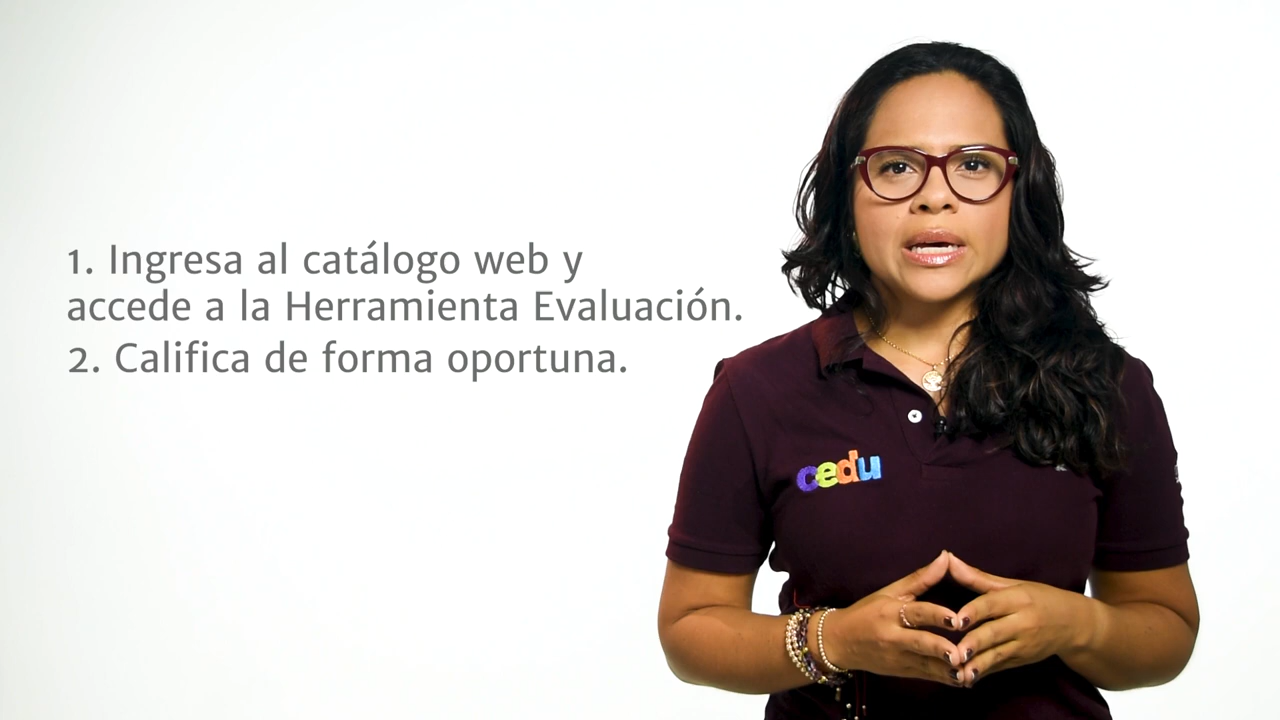 1. Ingresa al catálogo web y
accede a la Herramienta Evaluación.
2. Califica de forma oportuna.
cedu